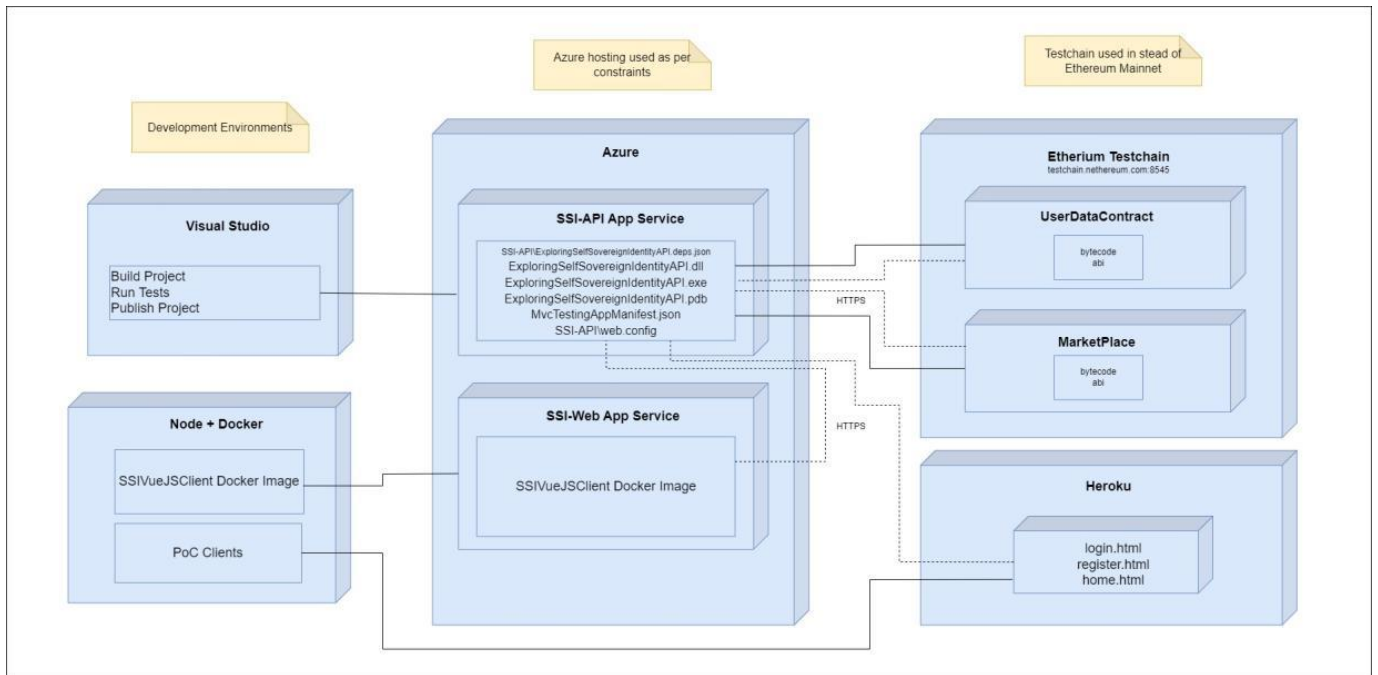 Development Environments
Azure hosting used as per
constraints
Testchain used in stead of
Ethereum Mainnet
Visual Studio
Build Project
Run Tests
Publish Project
Node + Docker
SSIVueJSClient Docker Image
PoC Clients
Azure
SSI-API App Service
SSI-API\ExploringSelfSovereignIdentityAPI.deps.json
ExploringSelfSovereignIdentityAPI.dll
ExploringSelfSovereignIdentityAPI.exe
ExploringSelfSovereignIdentityAPI.pdb
MvcTestingAppManifest.json
SSI-API\web.config
SSI-Web App Service
SSIVueJSClient Docker Image
HTTPS
HTTPS
Etherium Testchain
testchain.nethereum.com:8545
UserDataContract
bytecode
abi
MarketPlace
bytecode
abi
Heroku
login.html
register.html
home.html